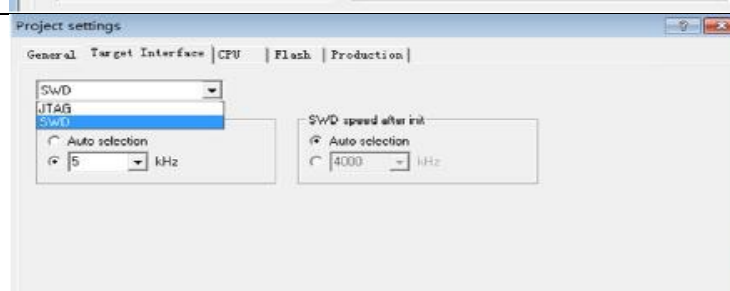 Project settings
General Target Interface CPU Flash Production
SWD
JTAG
SWD
SWD speed after init
Auto selection
Auto selection
5 kHz
4000 kHz